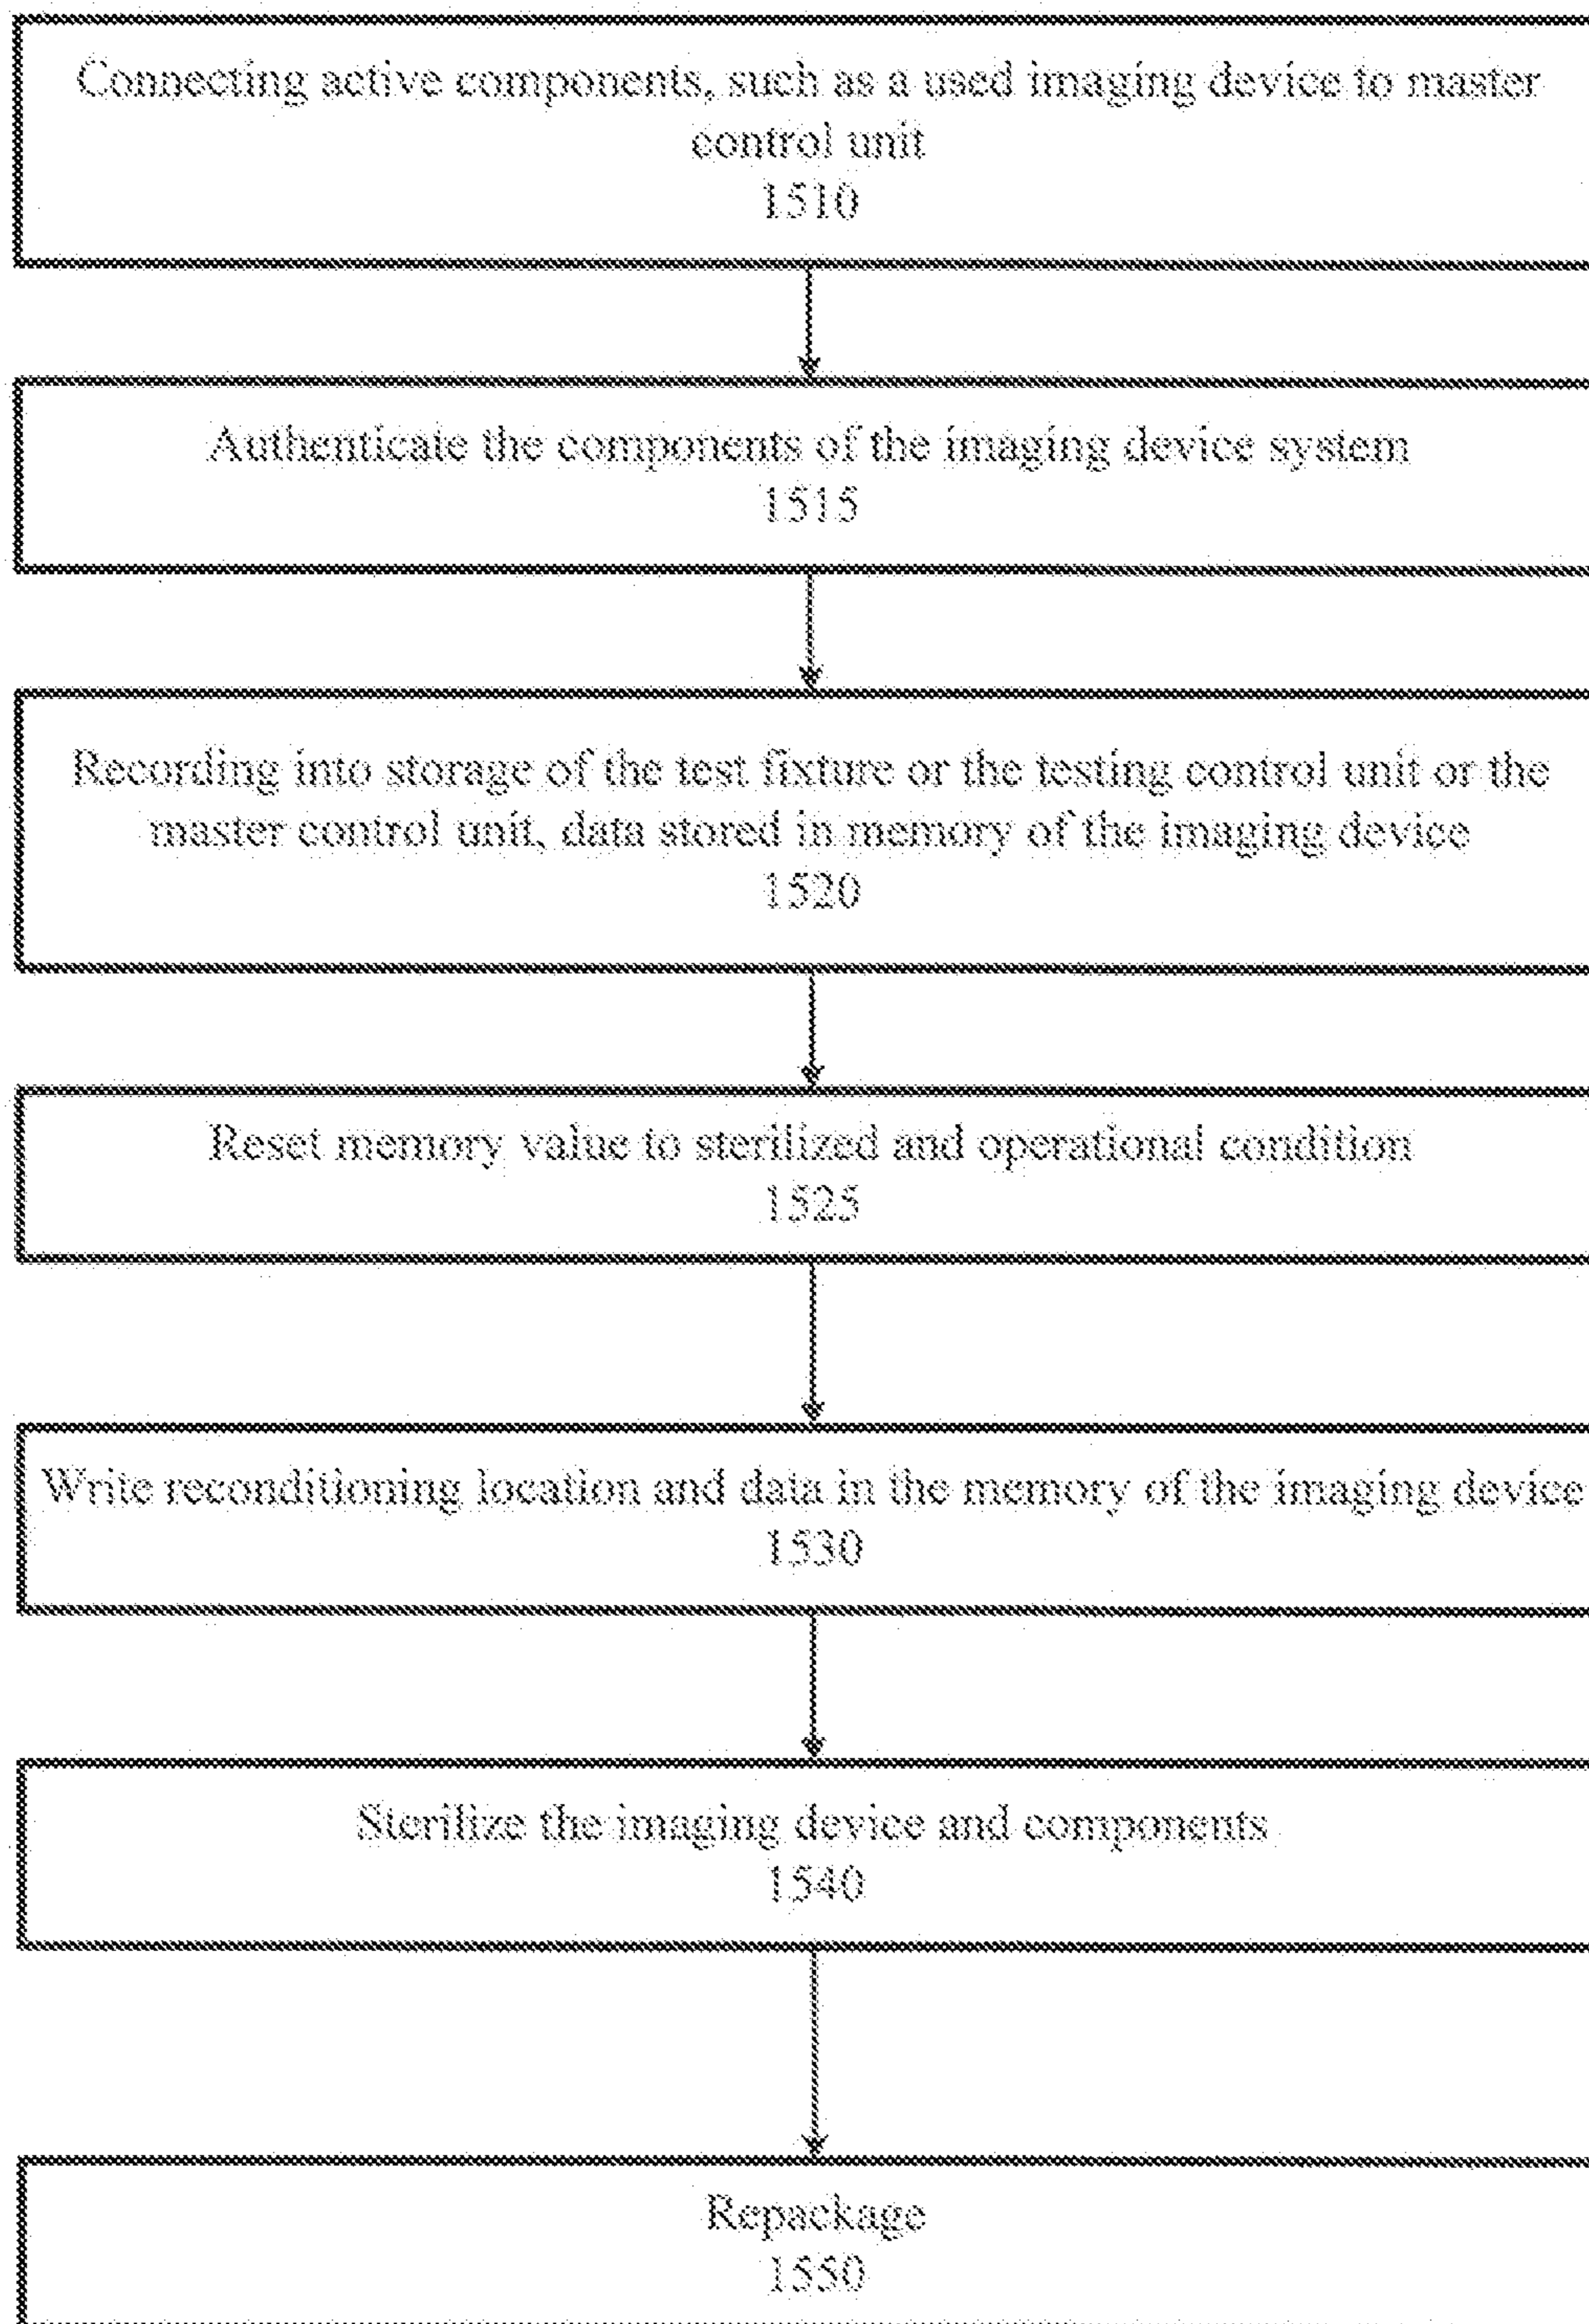 Connecting active components, such as a used imaging device to master
control unit
1510
Authenticate the components of the imaging device system
1515
Recording into storage of the test fixture or the testing control unit or the
master control unit, data stored in memory of the imaging device
1520
Reset memory value to sterilized and operational condition
1525
Write reconditioning location and data in the memory of the imaging device
1530
Sterilize the imaging device and components
1540
Repackage
1550